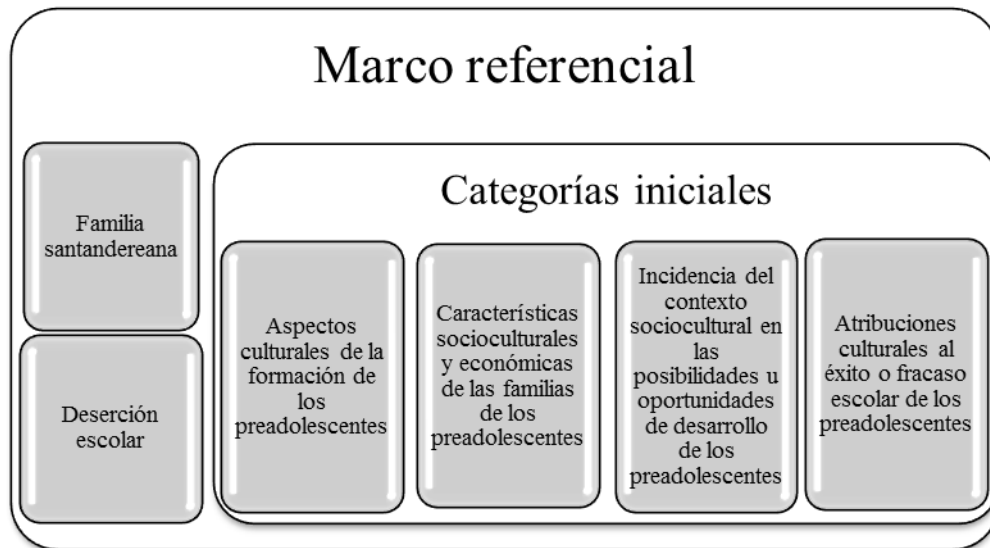 Marco referencial
Familia
santandereana
Deserción
escolar
Categorías iniciales
Aspectos
culturales de la
formación de
los
preadolescentes
Características
socioculturales
y económicas
de las familias
de los
preadolescentes
Incidencia del
contexto
sociocultural en
las
posibilidades u
oportunidades
de desarrollo
de los
preadolescentes
Atribuciones
culturales al
éxito o fracaso
escolar de los
preadolescentes